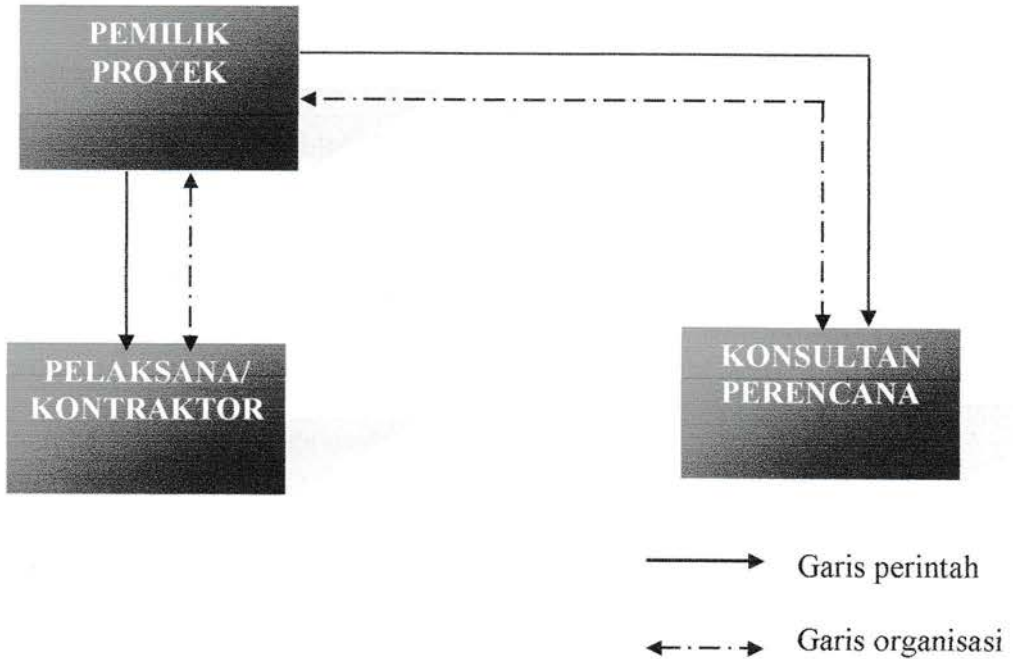 PEMILIK
PROYEK
PELAKSANA/
KONTRAKTOR
KONSULTAN
PERENCANA
Garis perintah
Garis organisasi